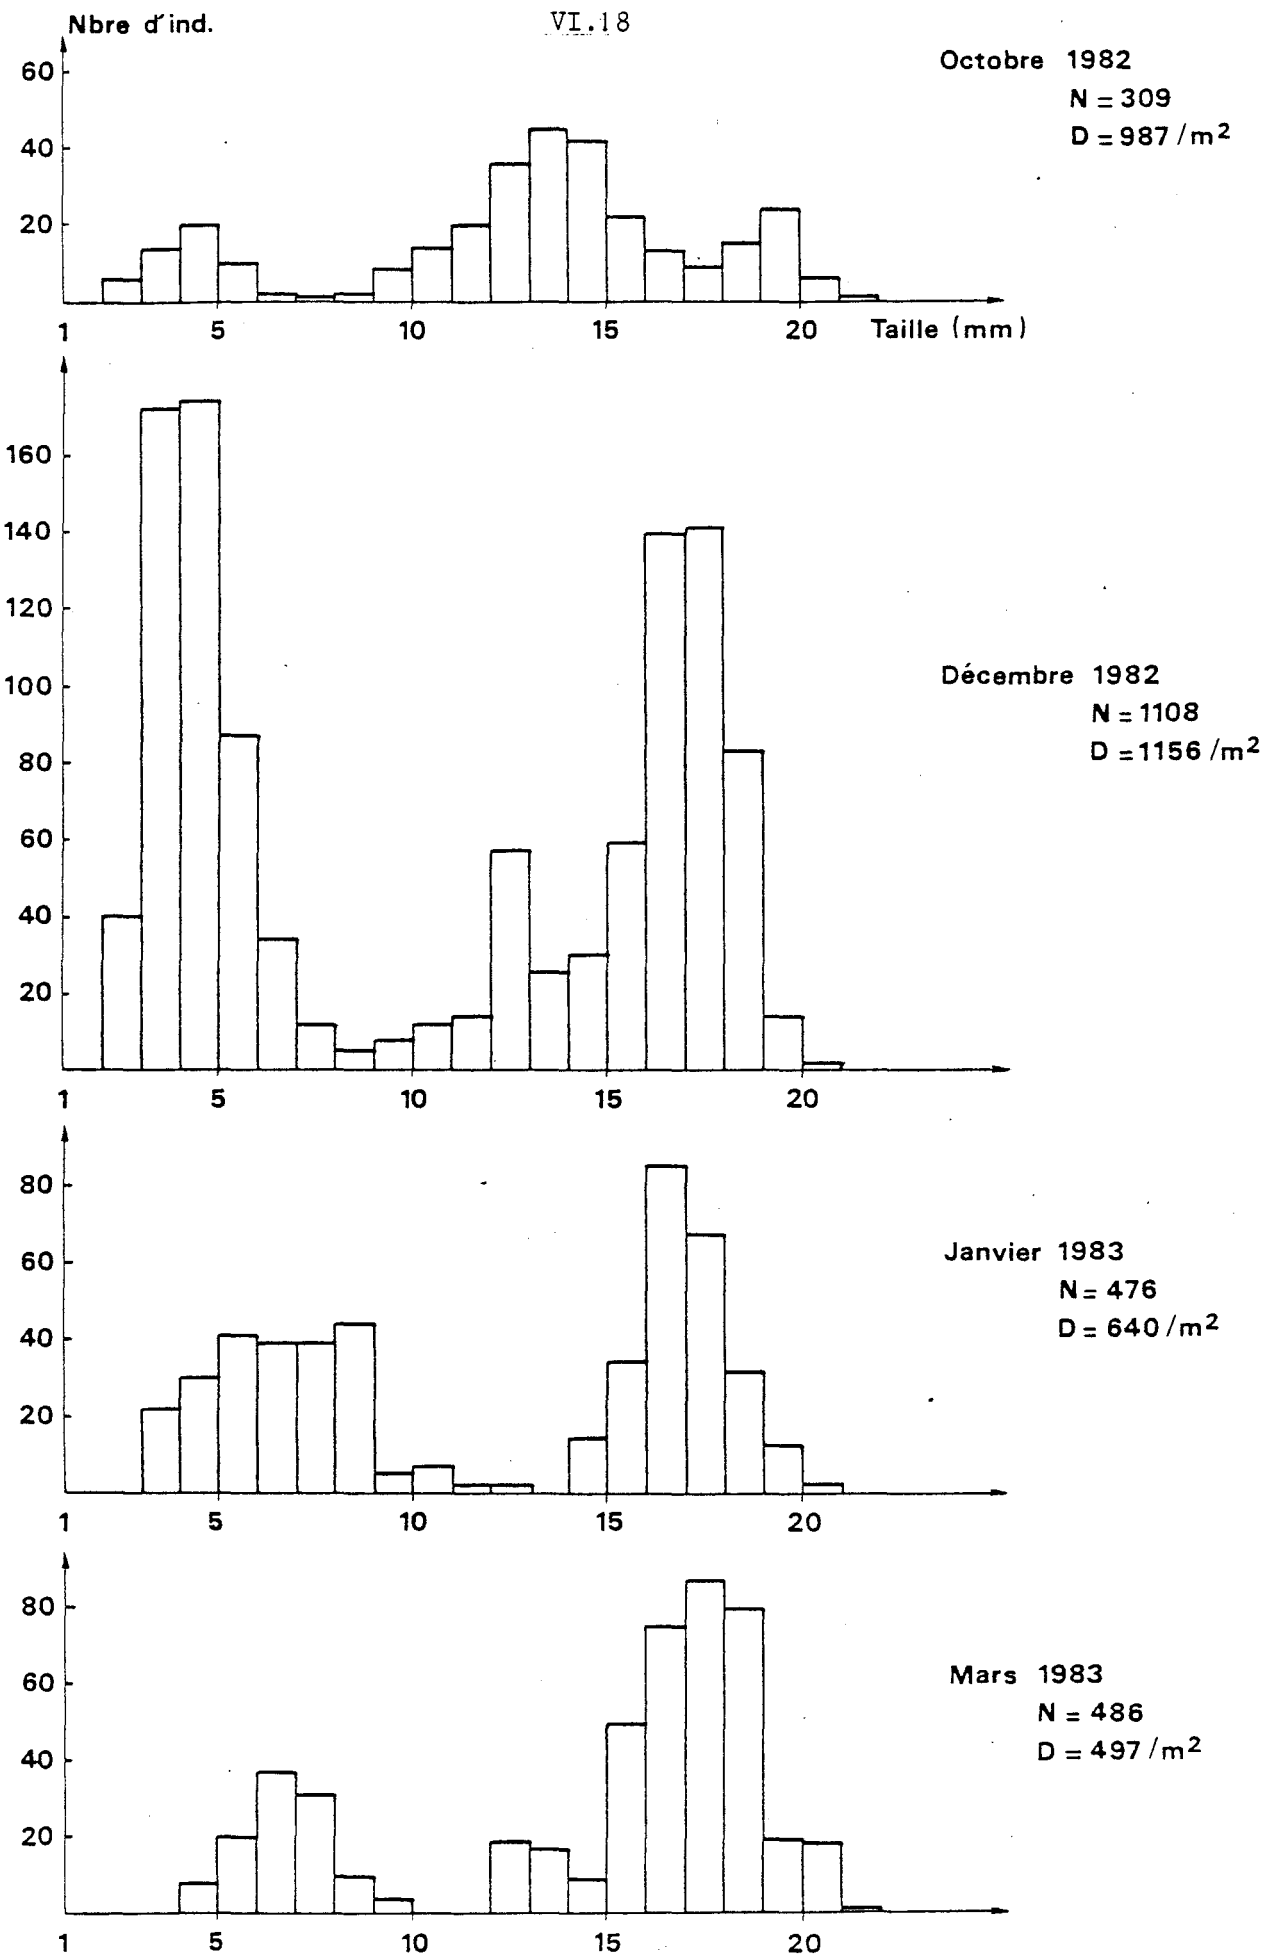 VI.18
Nbre d'ind.
Octobre 1982
N = 309
D = 987 /m²
60
40
20
1 5 10 15 20 Taille (mm)
160
140
120
100
80
60
40
20
Décembre 1982
N = 1108
D = 1156 /m²
1 5 10 15 20
80
60
40
20
Janvier 1983
N = 476
D = 640 /m²
1 5 10 15 20
80
60
40
20
Mars 1983
N = 486
D = 497 /m²
1 5 10 15 20